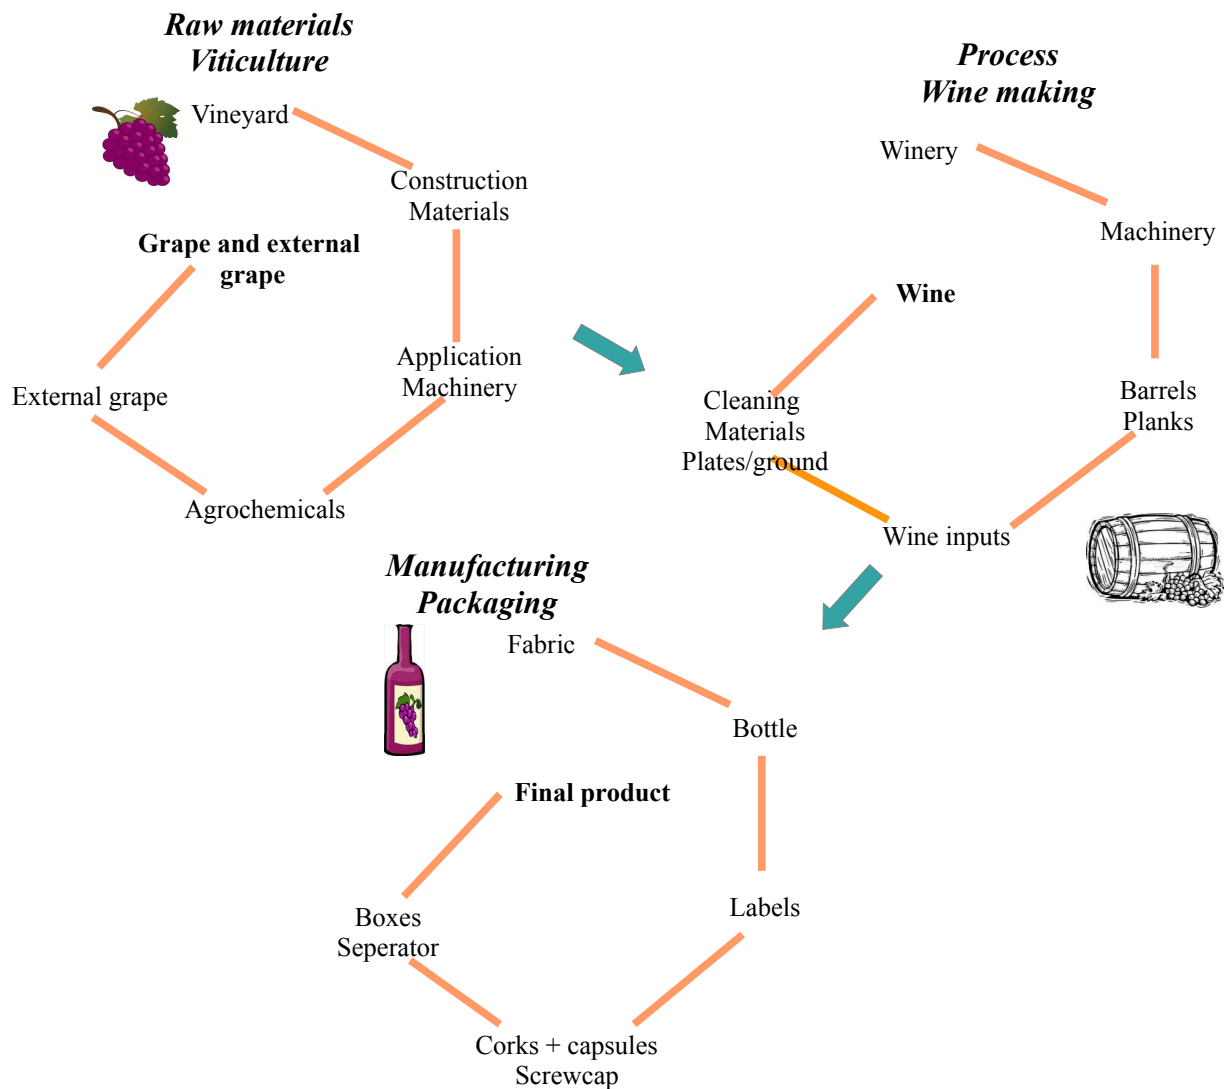 Raw materials
Viticulture
Vineyard
Construction
Materials
Grape and external
grape
Application
Machinery
External grape
Agrochemicals
Process
Wine making
Winery
Machinery
Wine
Barrels
Planks
Cleaning
Materials
Plates/ground
Wine inputs
Manufacturing
Packaging
Fabric
Bottle
Final product
Labels
Boxes
Seperator
Corks + capsules
Screwcap